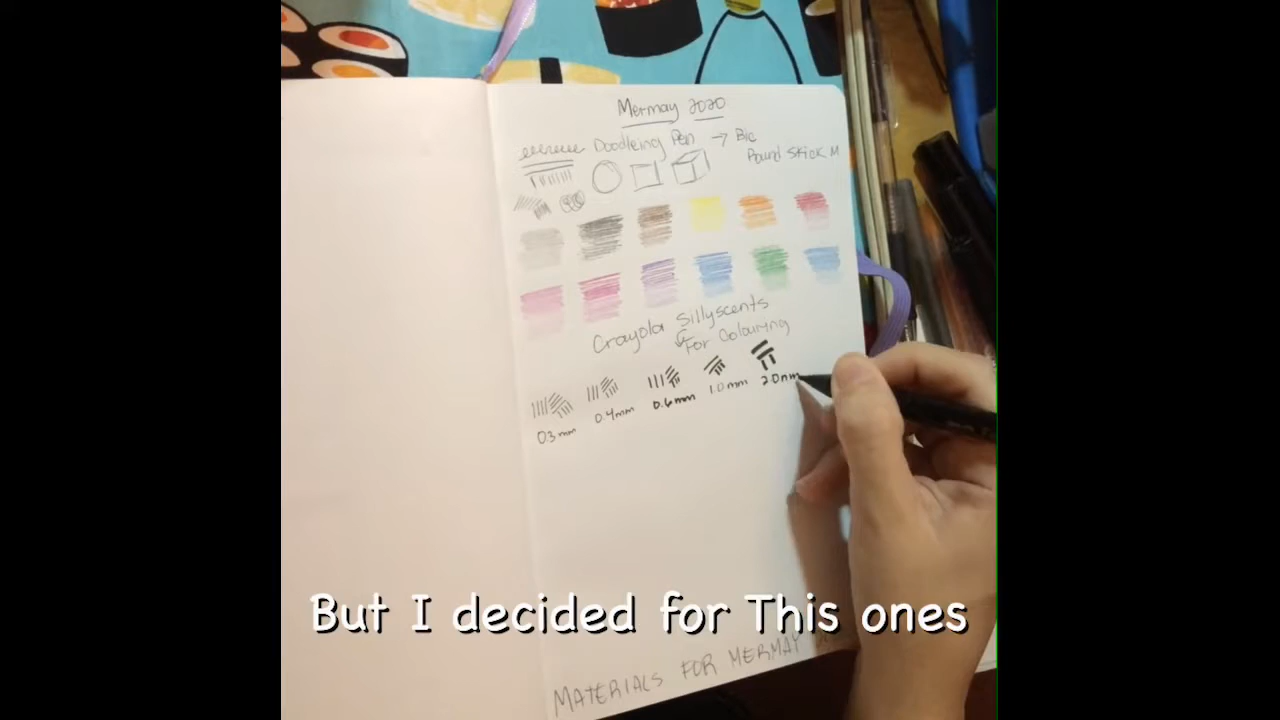 Mermay 2020
Doodleing Pen → Bic
Round Stick M
Crayola Sillyscents
For Colouring
0.3mm 0.4mm 0.6mm 1.0mm 2.0mm
But I decided for This ones
MATERIALS FOR MERMAY